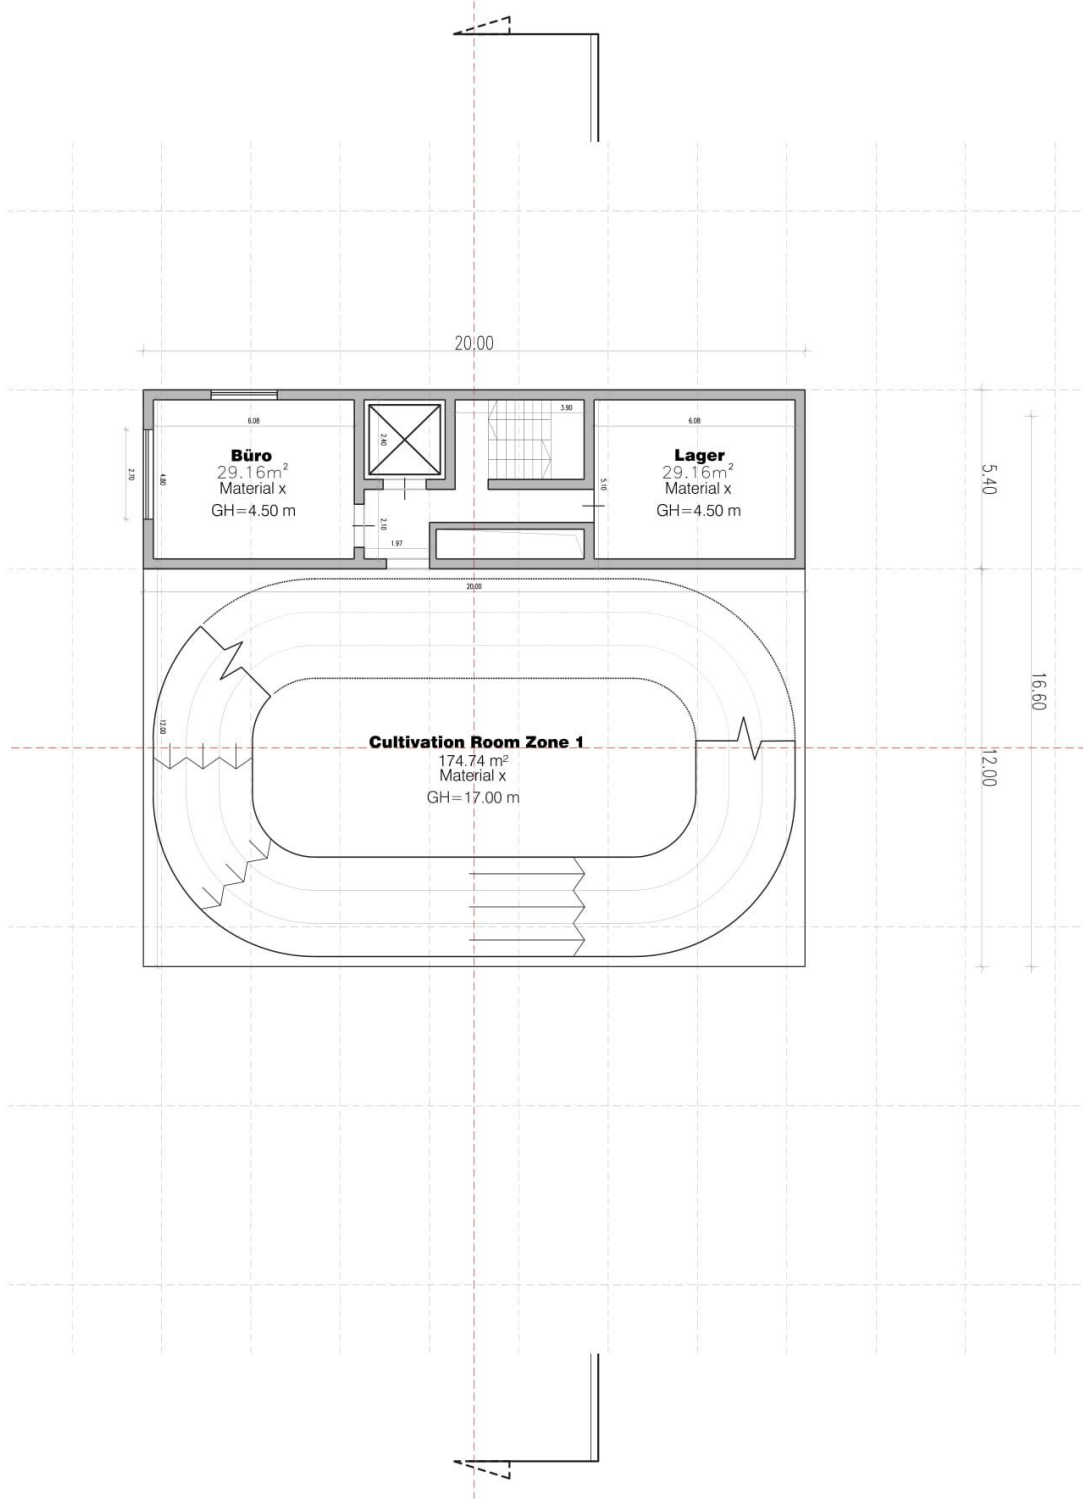 20.00
3.90
6.08
6.08
2.40
Büro
29.16m²
Material x
GH=4.50 m
Lager
29.16m²
Material x
GH=4.50 m
2.70
4.80
5.10
5.40
2.10
1.97
20.00
16.60
12.00
Cultivation Room Zone 1
174.74 m²
Material x
GH=17.00 m
12.00